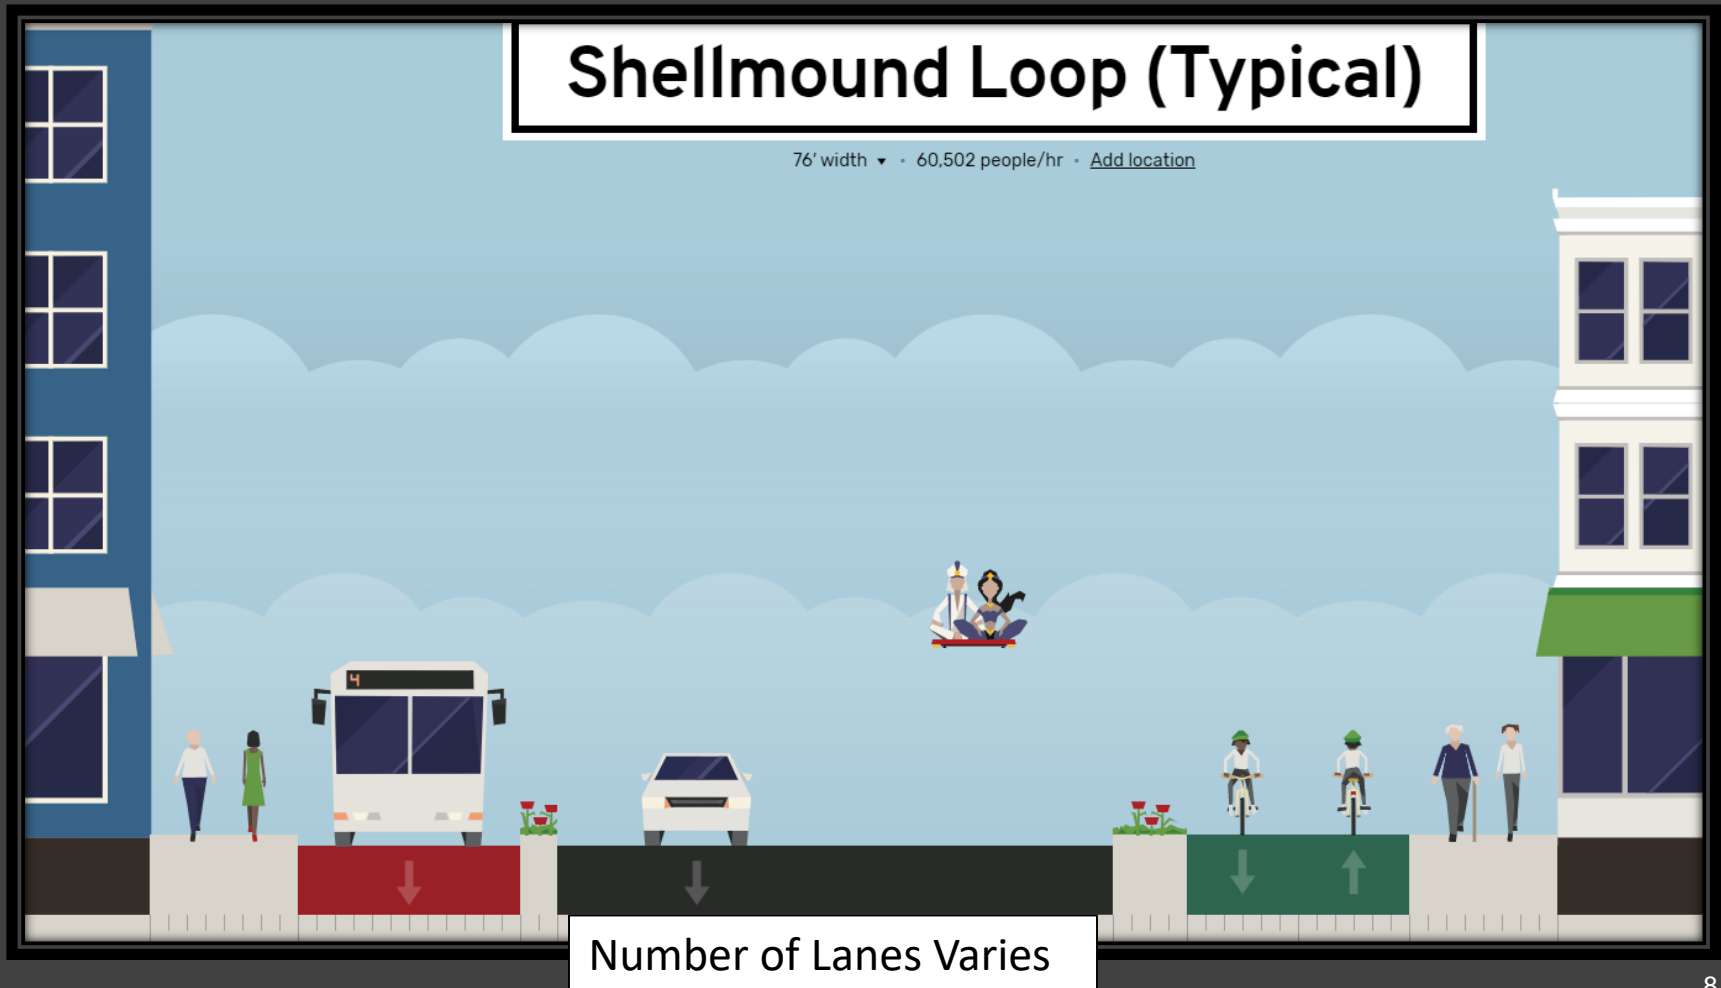 Shellmound Loop (Typical)
76′ width ▾ • 60,502 people/hr • Add location
4
Number of Lanes Varies
8